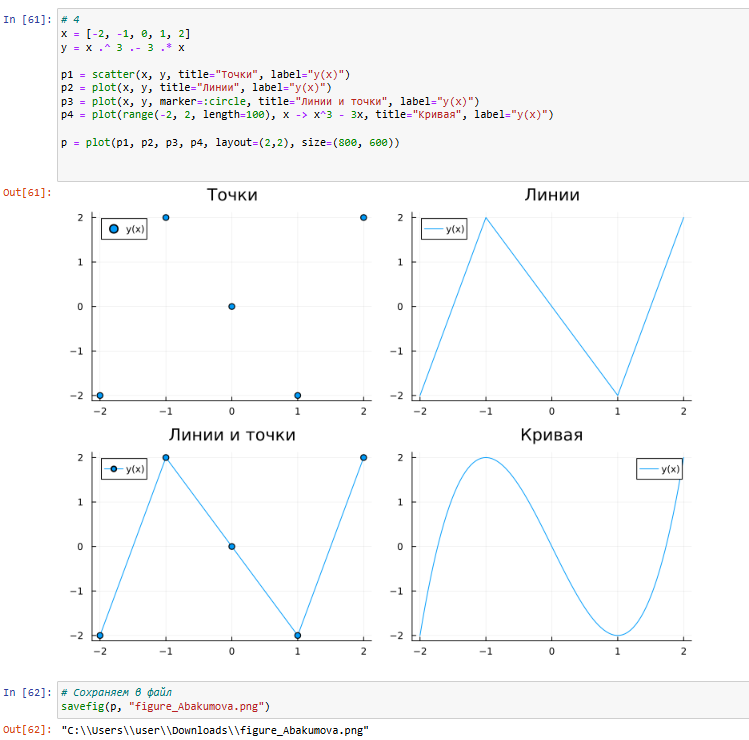 In [61]:
# 4
x = [-2, -1, 0, 1, 2]
y = x .^ 3 .- 3 .* x
p1 = scatter(x, y, title="Точки", label="y(x)")
p2 = plot(x, y, title="Линии", label="y(x)")
p3 = plot(x, y, marker=:circle, title="Линии и точки", label="y(x)")
p4 = plot(range(-2, 2, length=100), x -> x^3 - 3x, title="Кривая", label="y(x)")
p = plot(p1, p2, p3, p4, layout=(2,2), size=(800, 600))
Out[61]:
Точки
y(x)
2
1
0
−1
−2
−2 −1 0 1 2
Линии
y(x)
2
1
0
−1
−2
−2 −1 0 1 2
Линии и точки
y(x)
2
1
0
−1
−2
−2 −1 0 1 2
Кривая
y(x)
2
1
0
−1
−2
−2 −1 0 1 2
In [62]:
# Сохраняем в файл
savefig(p, "figure_Abakumova.png")
Out[62]:
"C:\\Users\\user\\Downloads\\figure_Abakumova.png"